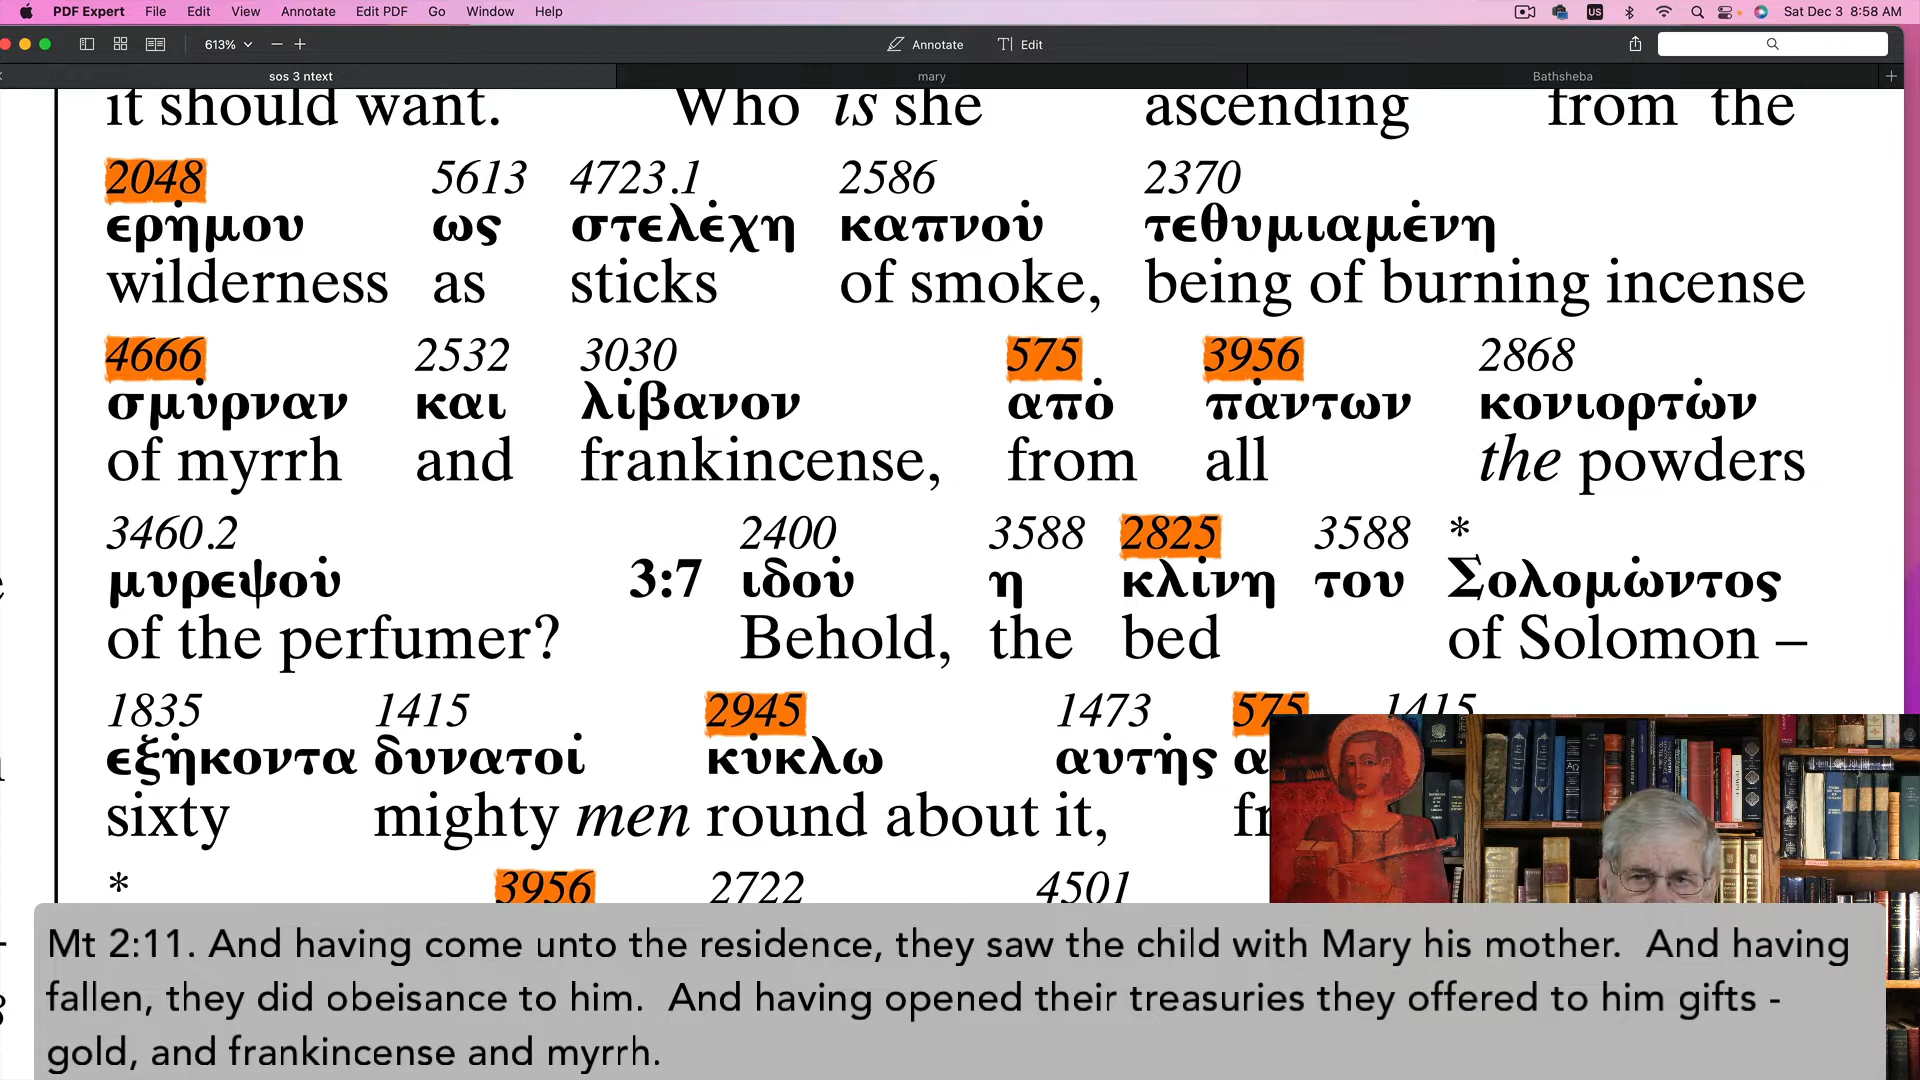 PDF Expert File Edit View Annotate Edit PDF Go Window Help US Sat Dec 3 8:58 AM
613% Annotate Edit
sos 3 ntext mary Bathsheba
it should want. Who is she ascending from the
2048 5613 4723.1 2586 2370
ερήμου ως στελέχη καπνού τεθυμιαμένη
wilderness as sticks of smoke, being of burning incense
4666 2532 3030 575 3956 2868
σμύρναν και λίβανον από πάντων κονιορτών
of myrrh and frankincense, from all the powders
3460.2 2400 3588 2825 3588 *
μυρεψού 3:7 ιδού η κλίνη του Σολομώντος
of the perfumer? Behold, the bed of Solomon –
1835 1415 2945 1473 575 1415
εξήκοντα δυνατοί κύκλω αυτής
sixty mighty men round about it,
* 3956 2722 4501
Mt 2:11. And having come unto the residence, they saw the child with Mary his mother. And having
fallen, they did obeisance to him. And having opened their treasuries they offered to him gifts -
gold, and frankincense and myrrh.